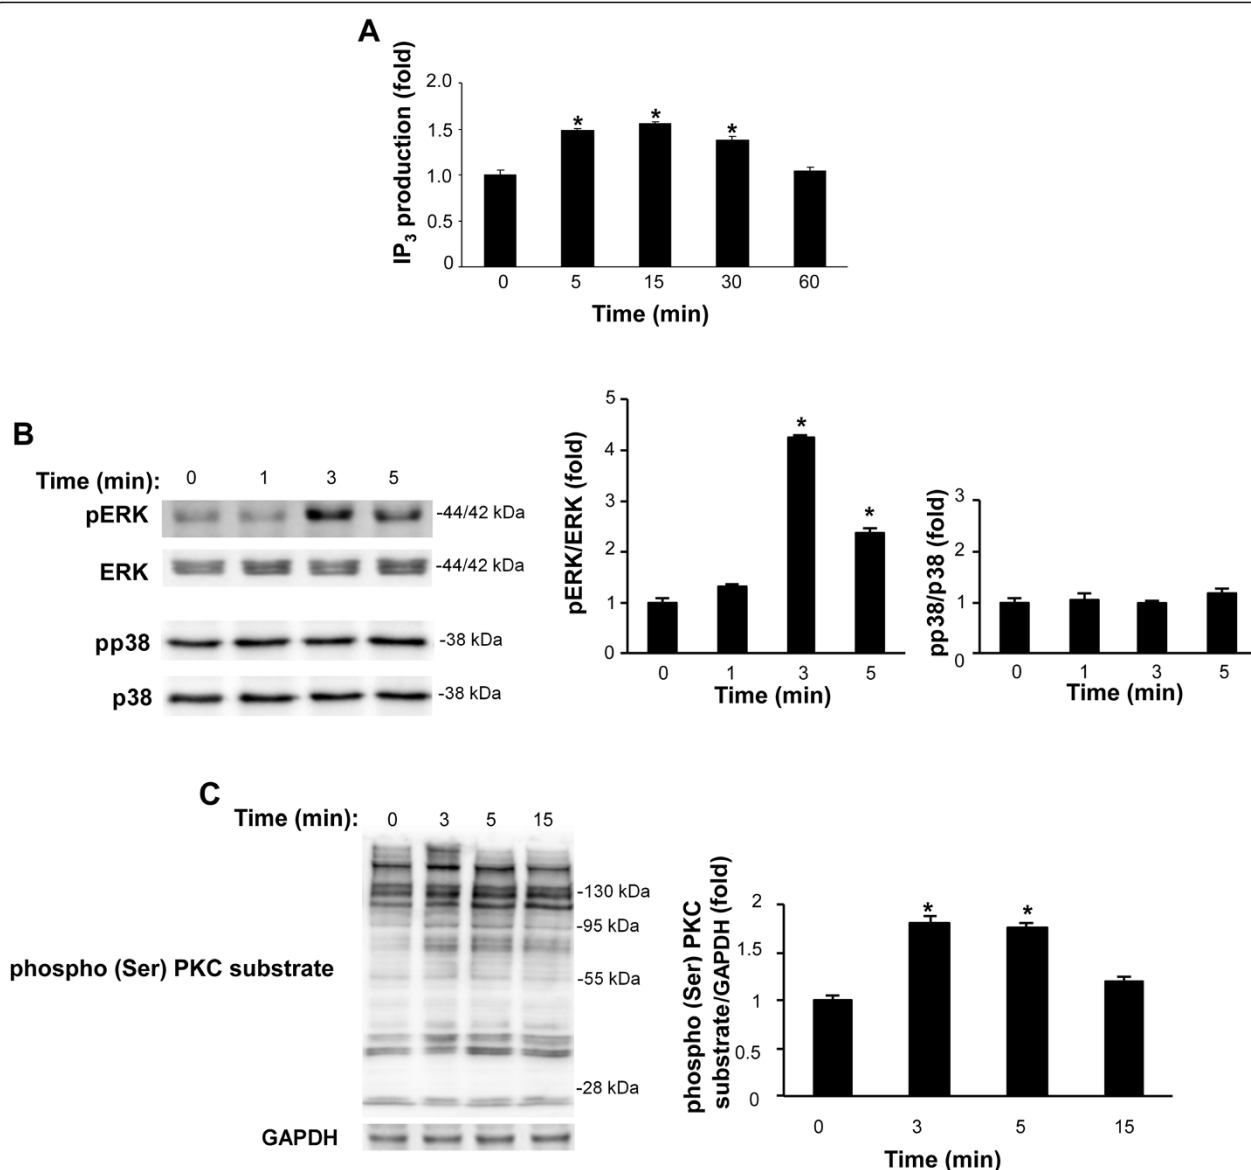 A
IP3 production (fold)
2.0
1.5
1.0
0.5
0
* * *
0 5 15 30 60
Time (min)
B
Time (min): 0 1 3 5
pERK -44/42 kDa
ERK -44/42 kDa
pp38 -38 kDa
p38 -38 kDa
pERK/ERK (fold)
5
4
3
2
1
0
* *
0 1 3 5
Time (min)
pp38/p38 (fold)
3
2
1
0
0 1 3 5
Time (min)
C
Time (min): 0 3 5 15
-130 kDa
-95 kDa
phospho (Ser) PKC substrate
-55 kDa
-28 kDa
GAPDH
phospho (Ser) PKC
substrate/GAPDH (fold)
2
1.5
1
0.5
0
* *
0 3 5 15
Time (min)